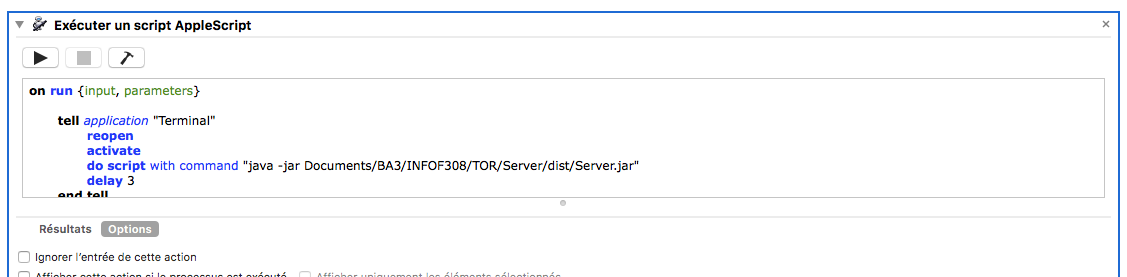 Exécuter un script AppleScript
on run {input, parameters}
tell application "Terminal"
reopen
activate
do script with command "java -jar Documents/BA3/INFOF308/TOR/Server/dist/Server.jar"
delay 3
end tell
Résultats Options
Ignorer l'entrée de cette action
Afficher cette action si le processus est exécuté Afficher uniquement les éléments sélectionnés